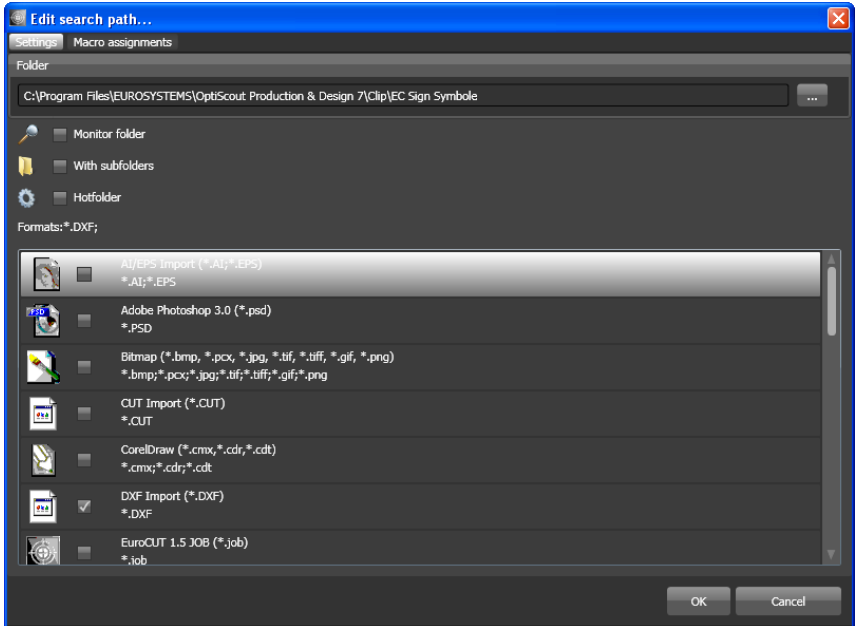 Edit search path...
Settings Macro assignments
Folder
C:\Program Files\EUROSYSTEMS\OptiScout Production & Design 7\Clip\EC Sign Symbole ...
Monitor folder
With subfolders
Hotfolder
Formats:*.DXF;
AI/EPS Import (*.AI;*.EPS)
*.AI;*.EPS
PSD
Adobe Photoshop 3.0 (*.psd)
*.PSD
Bitmap (*.bmp, *.pcx, *.jpg, *.tif, *.tiff, *.gif, *.png)
*.bmp;*.pcx;*.jpg;*.tif;*.tiff;*.gif;*.png
CUT Import (*.CUT)
*.CUT
CorelDraw (*.cmx,*.cdr,*.cdt)
*.cmx;*.cdr;*.cdt
DXF Import (*.DXF)
*.DXF
EuroCUT 1.5 JOB (*.job)
*.job
OK Cancel